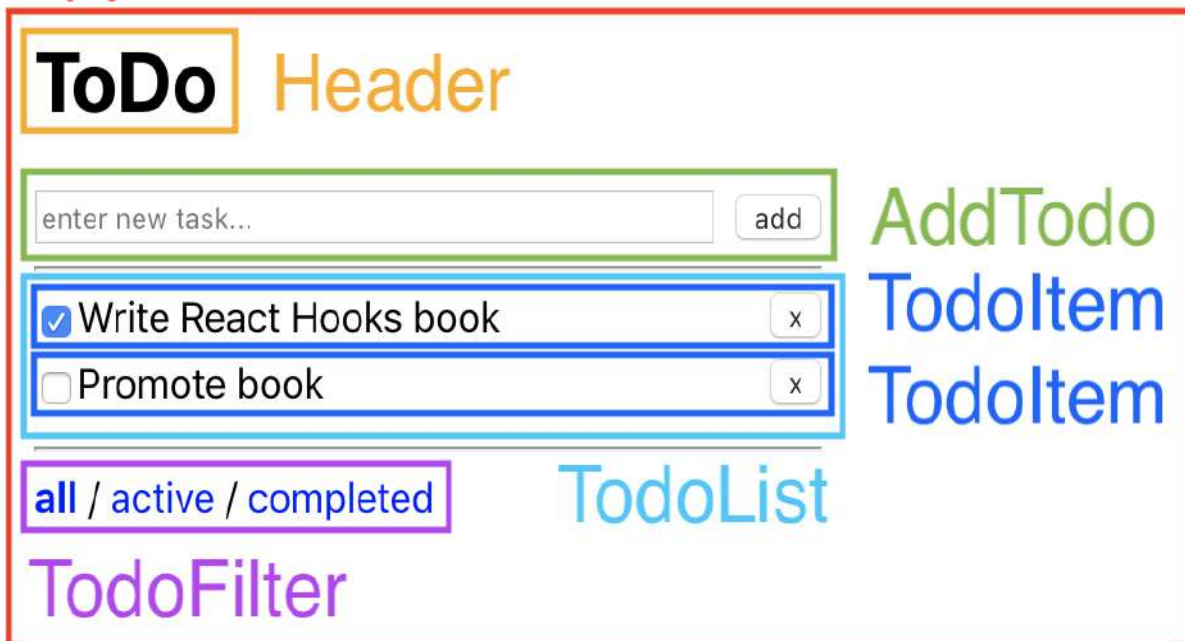 ToDo Header
enter new task... add AddTodo
Write React Hooks book x TodoItem
Promote book x TodoItem
all / active / completed TodoList
TodoFilter